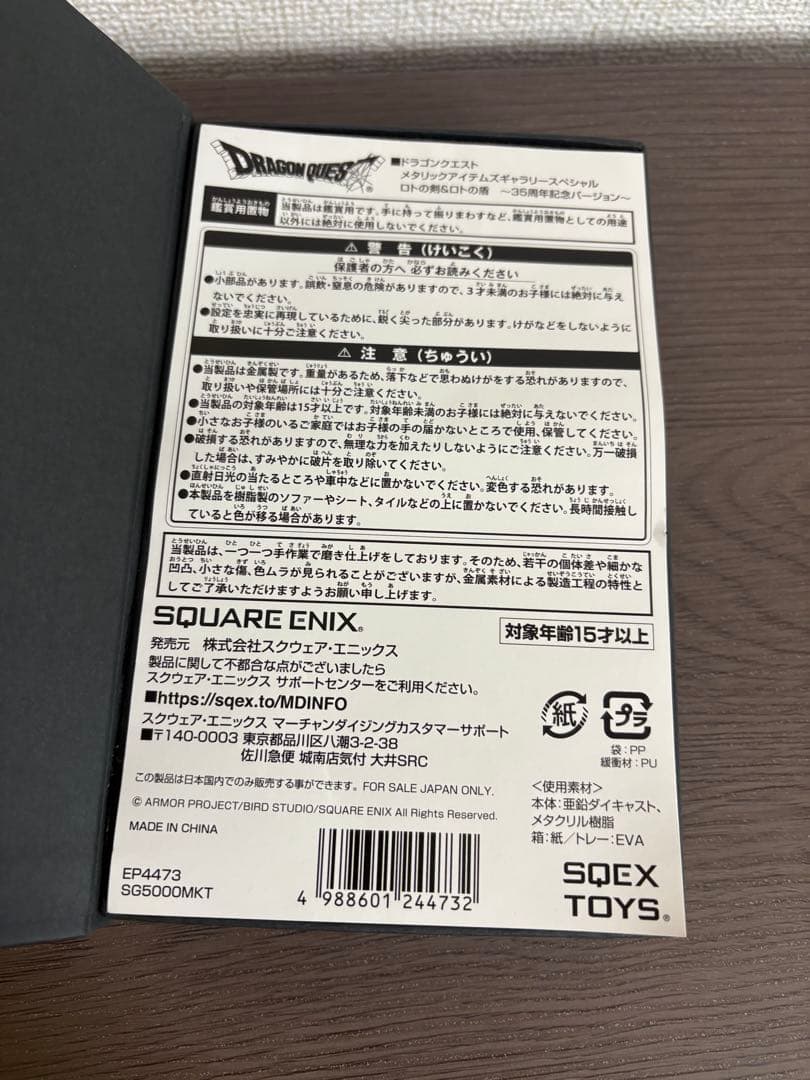 DRAGON QUEST®
■ドラゴンクエスト
メタリックアイテムズギャラリースペシャル
ロトの剣&ロトの盾 ～35周年記念バージョン～
かんしょうようおきもの
鑑賞用置物
当製品は鑑賞用です。手に持って振りまわすなど、鑑賞用置物としての用途
以外には絶対に使用しないでください。
⚠ 警 告（けいこく）
保護者の方へ 必ずお読みください
●小部品があります。誤飲・窒息の危険がありますので、3才未満のお子様には絶対に与え
ないでください。
●設定を忠実に再現しているために、鋭く尖った部分があります。けがなどをしないように
取り扱いに十分ご注意ください。
⚠ 注 意（ちゅうい）
●当製品は金属製です。重量があるため、落下などで思わぬけがをする恐れがありますので、
取り扱いや保管場所には十分ご注意ください。
●当製品の対象年齢は15才以上です。対象年齢未満のお子様には絶対に与えないでください。
●小さなお子様のいるご家庭ではお子様の手の届かないところで使用、保管してください。
●破損する恐れがありますので、無理な力を加えたりしないようにご注意ください。万一破損
した場合は、すみやかに破片を取り除いてください。
●直射日光の当たるところや車中などに置かないでください。変色する恐れがあります。
●本製品を樹脂製のソファーやシート、タイルなどの上に置かないでください。長時間接触し
ていると色が移る場合があります。
当製品は、一つ一つ手作業で磨き仕上げをしております。そのため、若干の個体差や細かな
凹凸、小さな傷、色ムラが見られることがございますが、金属素材による製造工程の特性と
してご了承いただけますようお願い申し上げます。
SQUARE ENIX®
発売元 株式会社スクウェア・エニックス
対象年齢15才以上
製品に関して不都合な点がございましたら
スクウェア・エニックス サポートセンターをご利用ください。
■https://sqex.to/MDINFO
スクウェア・エニックス マーチャンダイジングカスタマーサポート
■〒140-0003 東京都品川区八潮3-2-38
佐川急便 城南店気付 大井SRC
紙
プラ
袋：PP
緩衝材：PU
この製品は日本国内でのみ販売する事ができます。 FOR SALE JAPAN ONLY.
© ARMOR PROJECT/BIRD STUDIO/SQUARE ENIX All Rights Reserved.
MADE IN CHINA
＜使用素材＞
本体：亜鉛ダイキャスト、
メタクリル樹脂
箱：紙／トレー：EVA
EP4473
SG5000MKT
4 988601 244732
SQEX
TOYS®